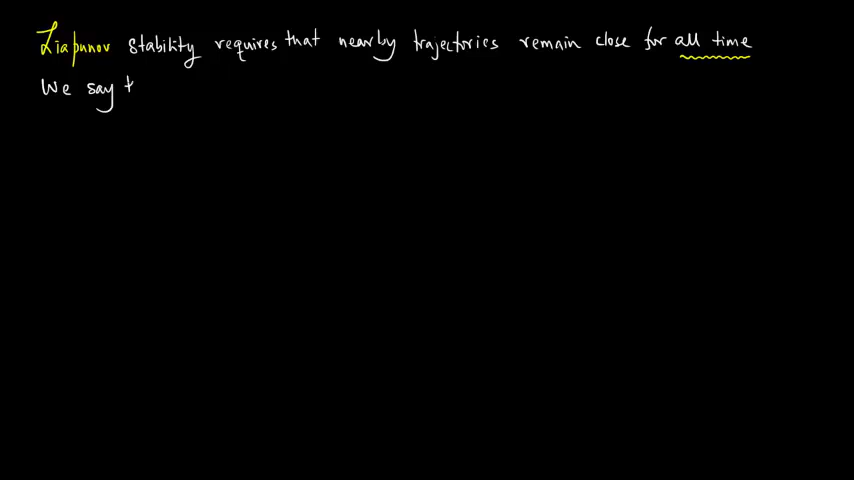 Liapunov stability requires that nearby trajectories remain close for all time
We say t